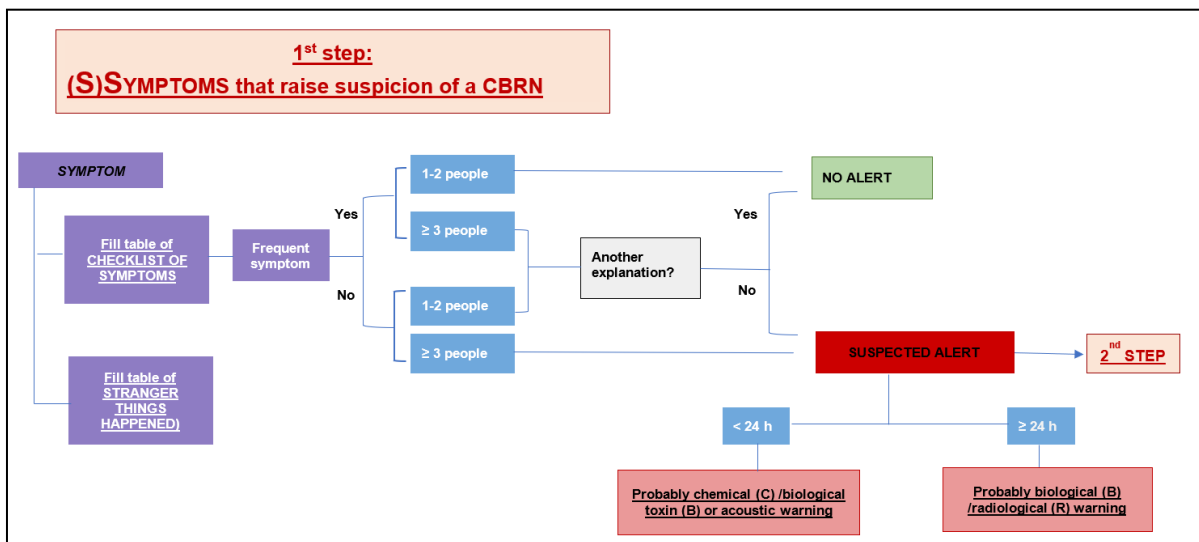 1st step:
(S)SYMPTOMS that raise suspicion of a CBRN
SYMPTOM
Fill table of
CHECKLIST OF
SYMPTOMS
Frequent
symptom
Yes
No
1-2 people
≥ 3 people
1-2 people
≥ 3 people
Another
explanation?
Yes
No
NO ALERT
SUSPECTED ALERT
2nd STEP
Fill table of
STRANGER
THINGS
HAPPENED)
< 24 h
≥ 24 h
Probably chemical (C) /biological
toxin (B) or acoustic warning
Probably biological (B)
/radiological (R) warning